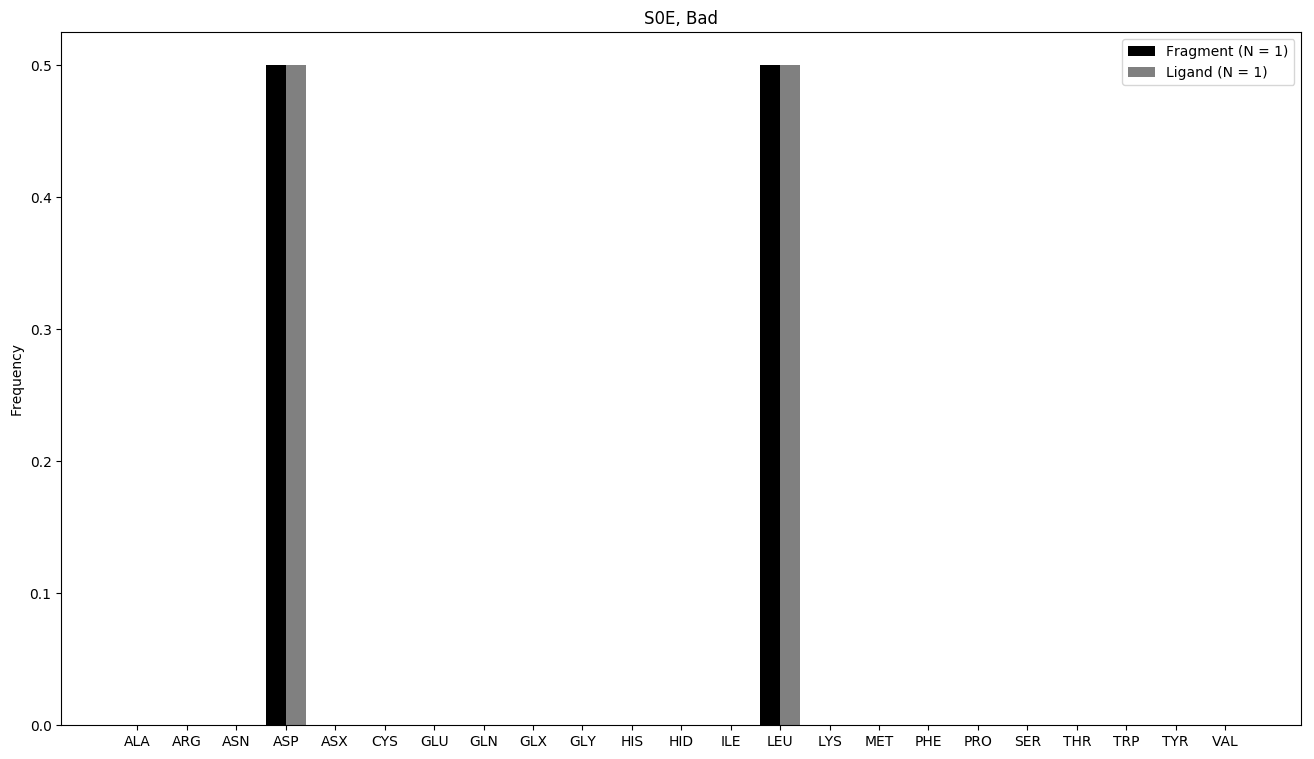 S0E, Bad
Fragment (N = 1)
Ligand (N = 1)
Frequency
0.5
0.4
0.3
0.2
0.1
0.0
ALA ARG ASN ASP ASX CYS GLU GLN GLX GLY HIS HID ILE LEU LYS MET PHE PRO SER THR TRP TYR VAL